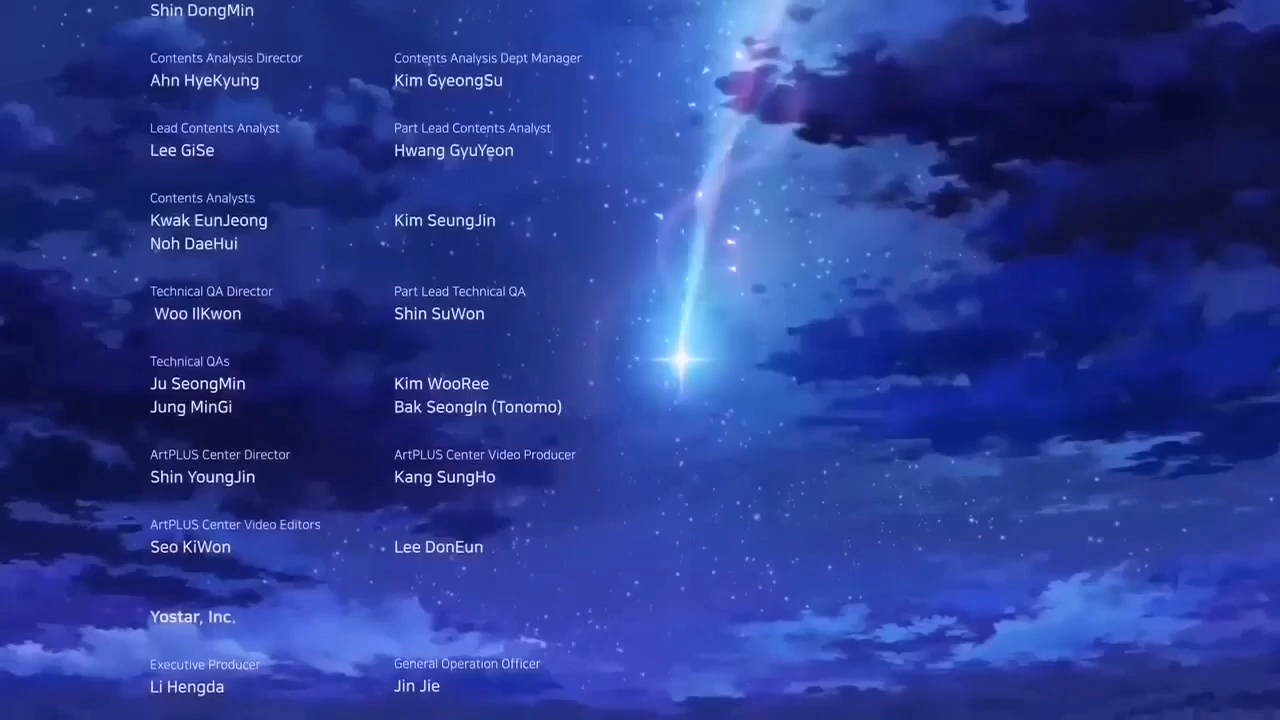 Shin DongMin
Contents Analysis Director Contents Analysis Dept Manager
Ahn HyeKyung Kim GyeongSu
Lead Contents Analyst Part Lead Contents Analyst
Lee GiSe Hwang GyuYeon
Contents Analysts
Kwak EunJeong Kim SeungJin
Noh DaeHui
Technical QA Director Part Lead Technical QA
Woo IlKwon Shin SuWon
Technical QAs
Ju SeongMin Kim WooRee
Jung MinGi Bak SeongIn (Tonomo)
ArtPLUS Center Director ArtPLUS Center Video Producer
Shin YoungJin Kang SungHo
ArtPLUS Center Video Editors
Seo KiWon Lee DonEun
Yostar, Inc.
Executive Producer General Operation Officer
Li Hengda Jin Jie